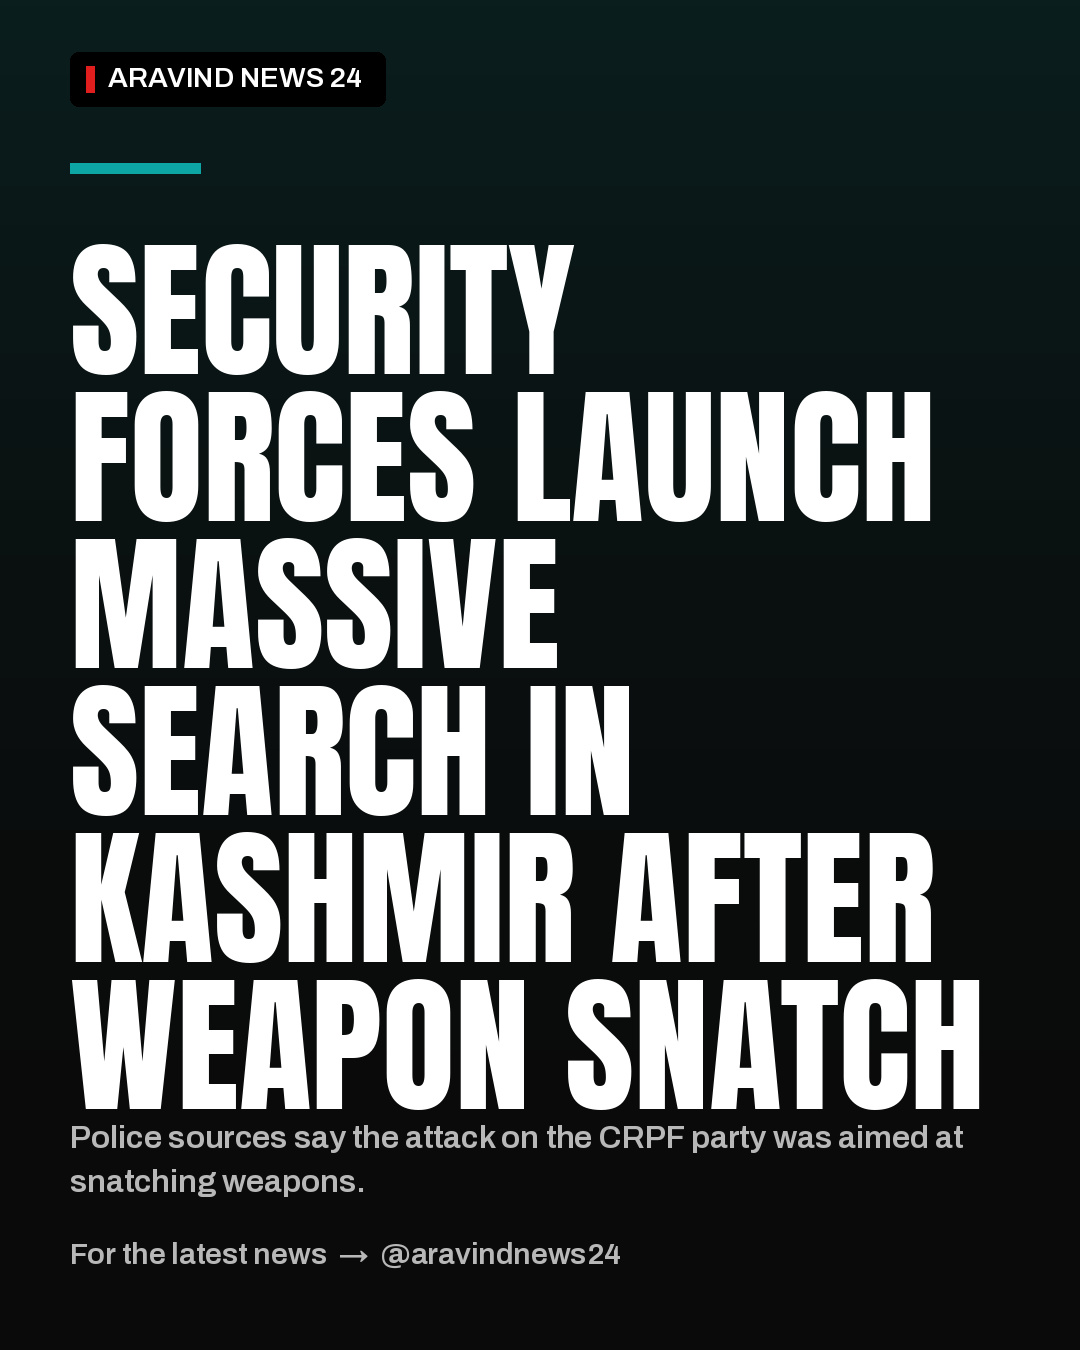 ARAVIND NEWS 24
SECURITY
FORCES LAUNCH
MASSIVE
SEARCH IN
KASHMIR AFTER
WEAPON SNATCH
Police sources say the attack on the CRPF party was aimed at
snatching weapons.
For the latest news → @aravindnews24